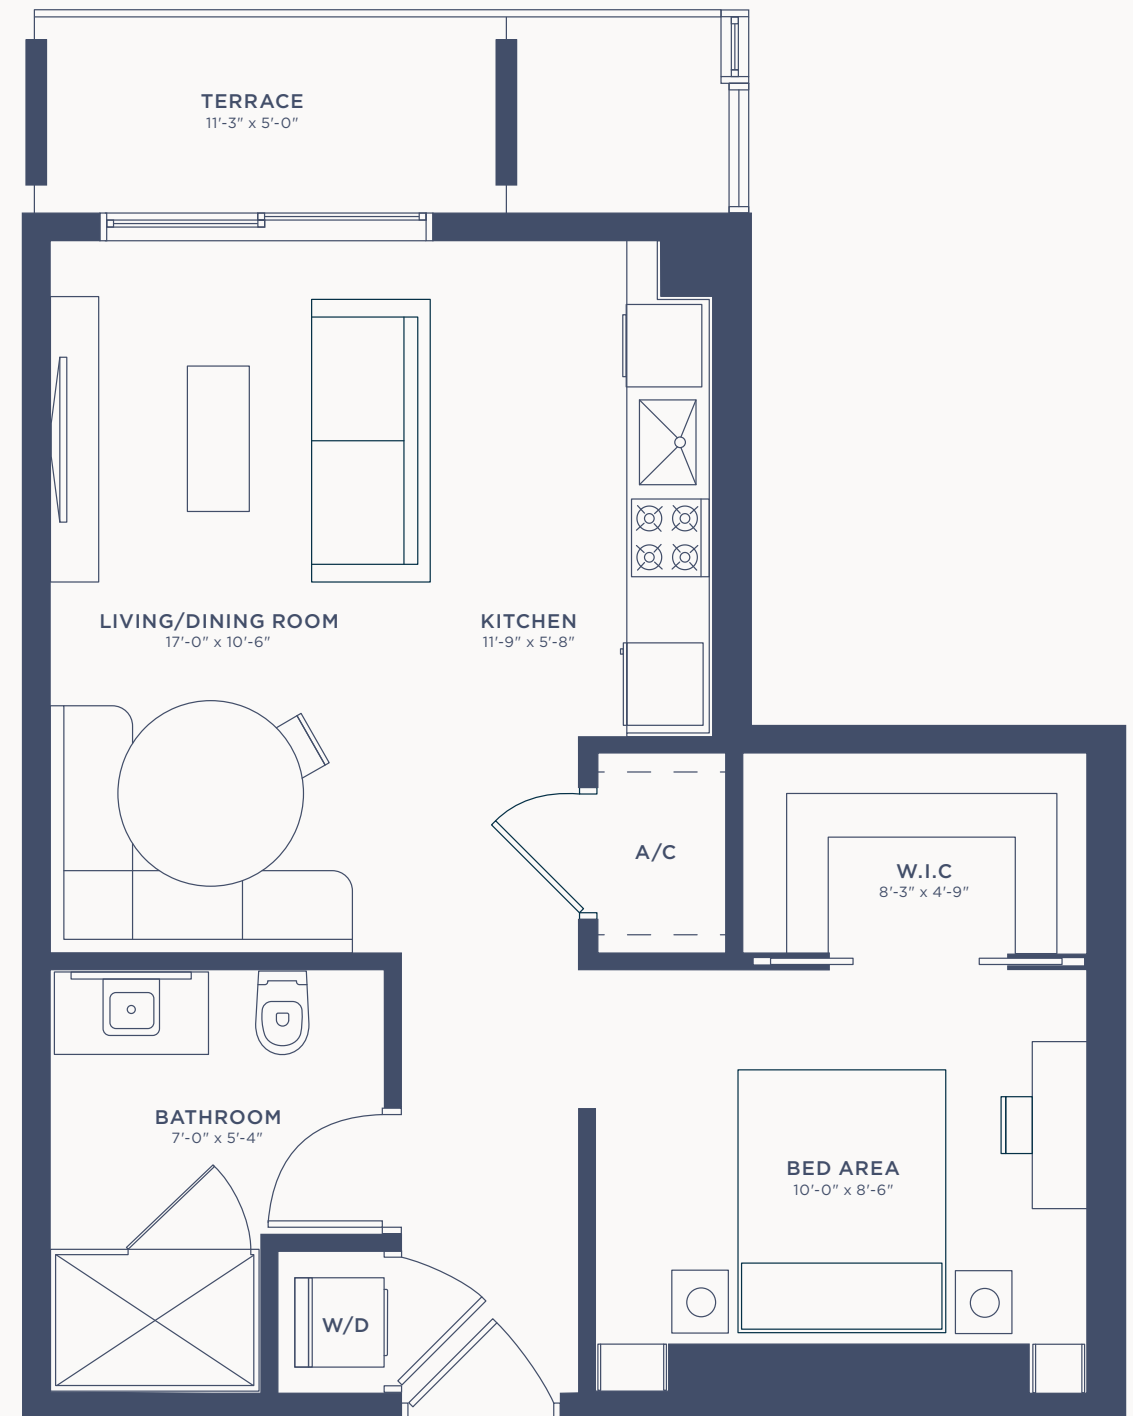 TERRACE
11'-3" x 5'-0"
LIVING/DINING ROOM
17'-0" x 10'-6"
KITCHEN
11'-9" x 5'-8"
A/C
W.I.C
8'-3" x 4'-9"
BATHROOM
7'-0" x 5'-4"
BED AREA
10'-0" x 8'-6"
W/D